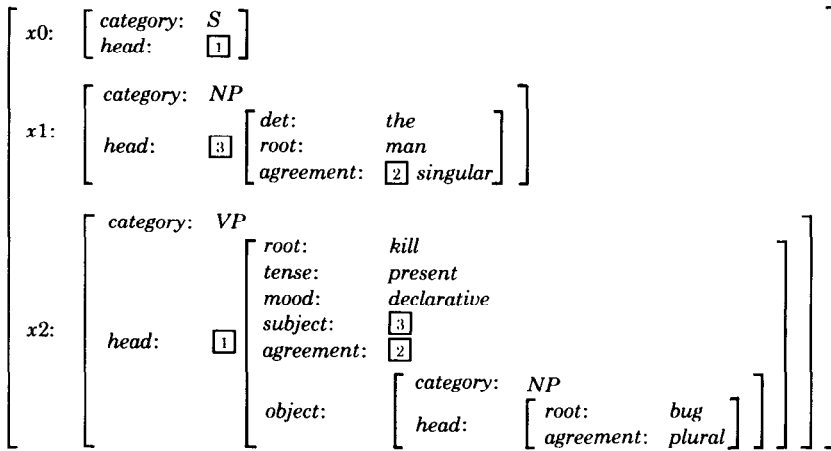 x0: category: S
head: 1
x1: category: NP
head: 3 det: the
root: man
agreement: 2 singular
x2: category: VP
head: 1 root: kill
tense: present
mood: declarative
subject: 3
agreement: 2
object: category: NP
head: root: bug
agreement: plural